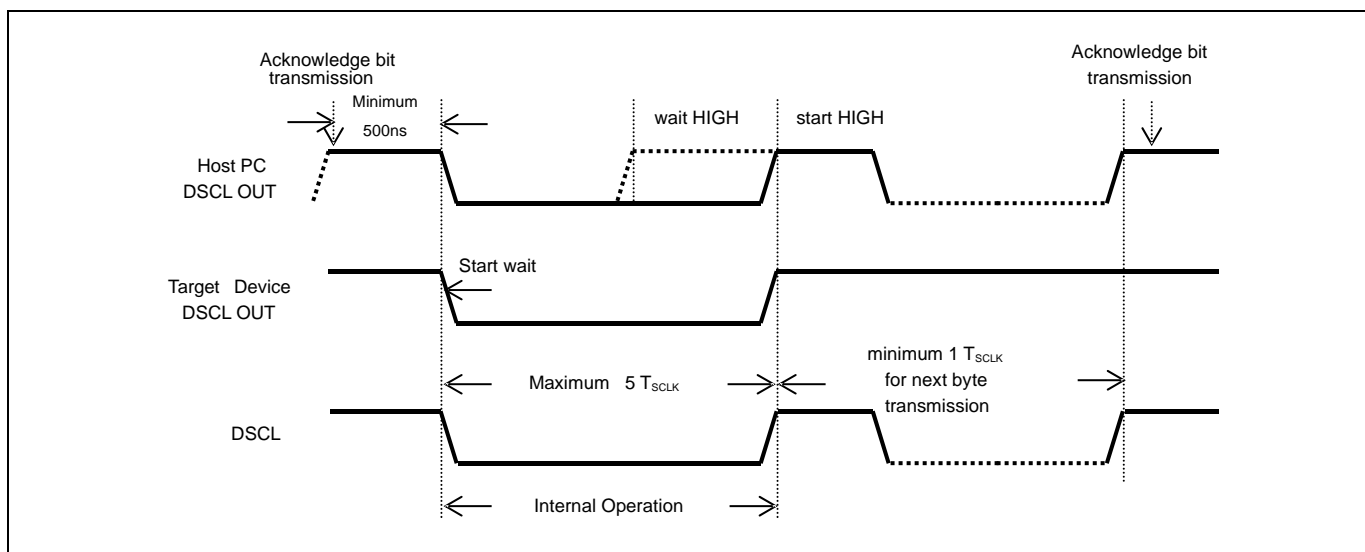 Acknowledge bit
transmission
Acknowledge bit
transmission
Minimum
500ns
wait HIGH
start HIGH
Host PC
DSCL OUT
Start wait
Target Device
DSCL OUT
Maximum 5 TSCLK
minimum 1 TSCLK
for next byte
transmission
DSCL
Internal Operation